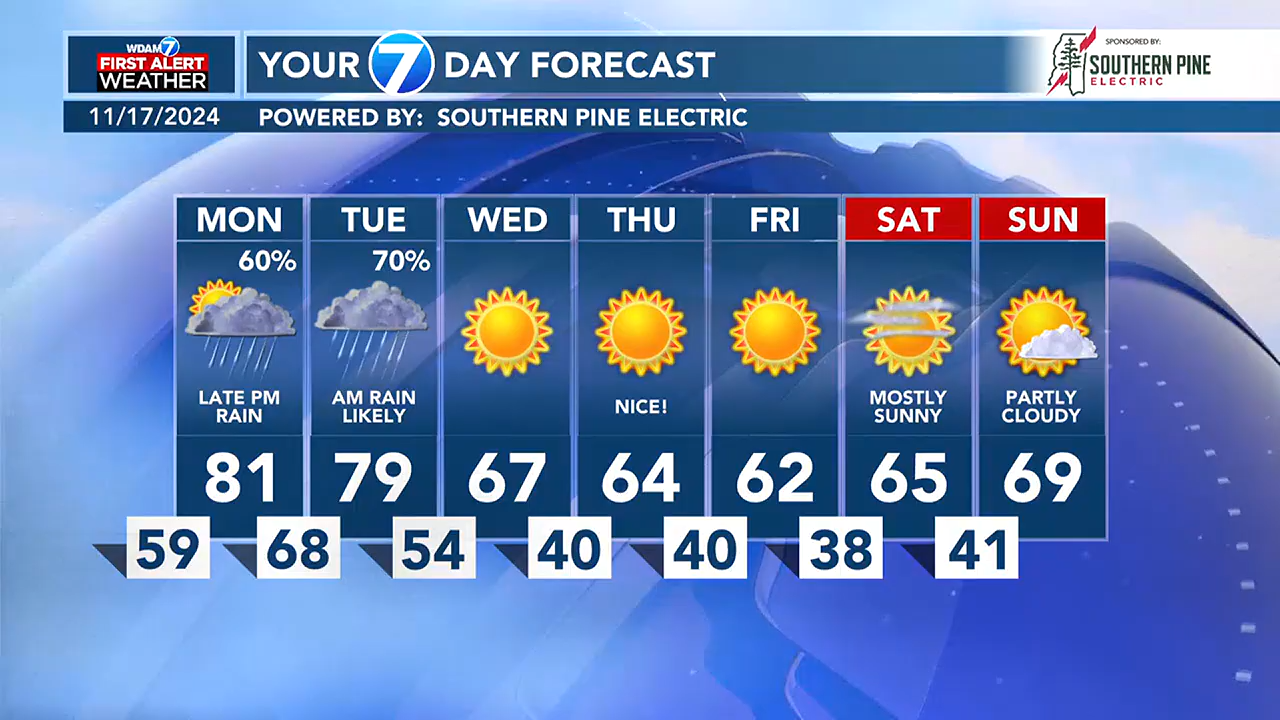 WDAM 7
FIRST ALERT
WEATHER
YOUR 7 DAY FORECAST
SPONSORED BY:
SOUTHERN PINE
ELECTRIC
11/17/2024
POWERED BY: SOUTHERN PINE ELECTRIC
MON TUE WED THU FRI SAT SUN
60% 70%
LATE PM RAIN
AM RAIN LIKELY
NICE!
MOSTLY SUNNY
PARTLY CLOUDY
81 79 67 64 62 65 69
59 68 54 40 40 38 41